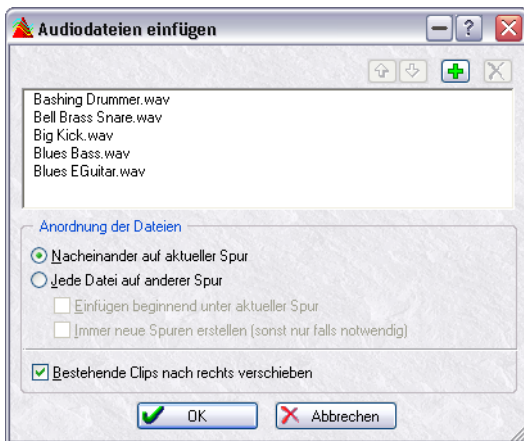 Audiodateien einfügen
Bashing Drummer.wav
Bell Brass Snare.wav
Big Kick.wav
Blues Bass.wav
Blues EGuitar.wav
Anordnung der Dateien
Nacheinander auf aktueller Spur
Jede Datei auf anderer Spur
Einfügen beginnend unter aktueller Spur
Immer neue Spuren erstellen (sonst nur falls notwendig)
Bestehende Clips nach rechts verschieben
OK
Abbrechen